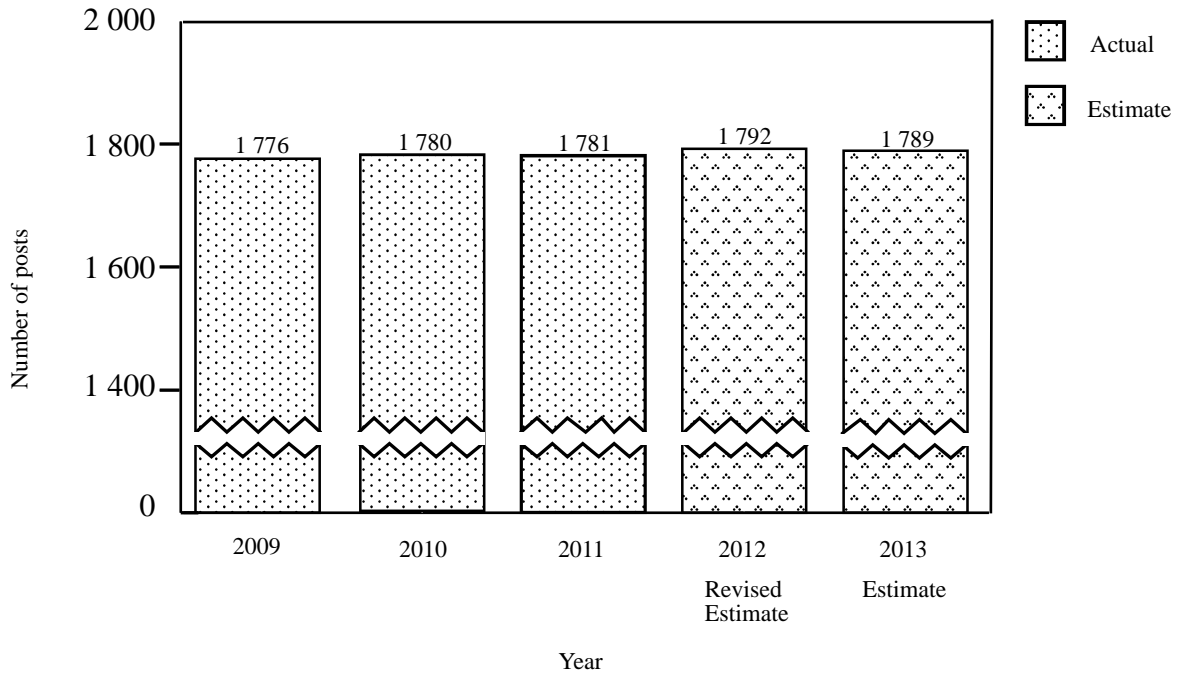 2 000
1 800
1 600
1 400
0
Number of posts
1 776
1 780
1 781
1 792
1 789
2009
2010
2011
2012
2013
Revised
Estimate
Estimate
Year
Actual
Estimate